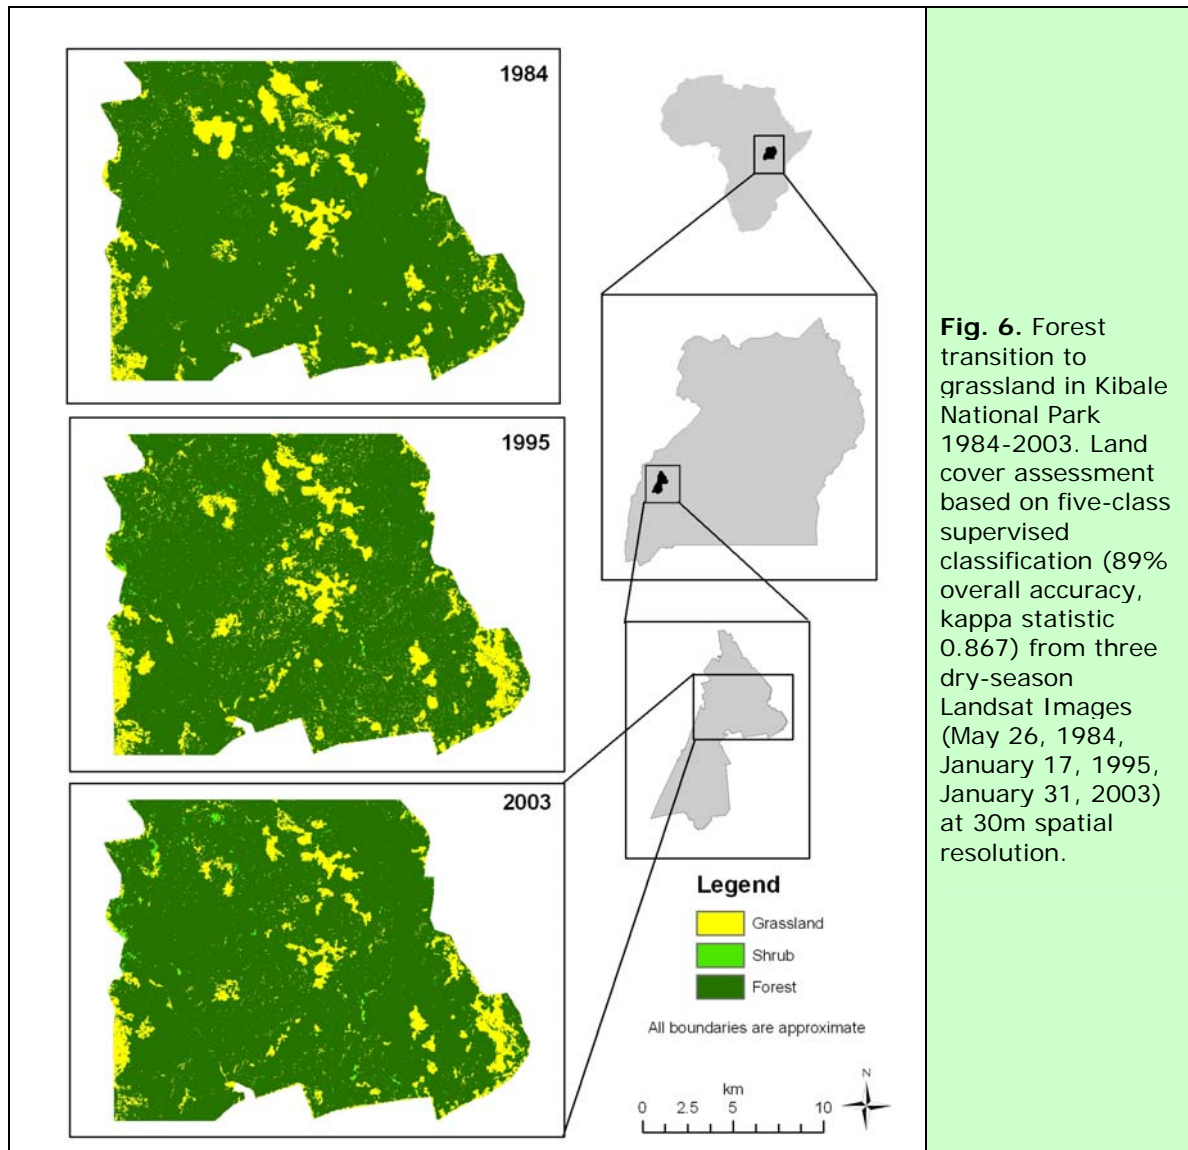 1984
1995
2003
Legend
Grassland
Shrub
Forest
All boundaries are approximate
km
0 2.5 5 10
N
Fig. 6. Forest
transition to
grassland in Kibale
National Park
1984-2003. Land
cover assessment
based on five-class
supervised
classification (89%
overall accuracy,
kappa statistic
0.867) from three
dry-season
Landsat Images
(May 26, 1984,
January 17, 1995,
January 31, 2003)
at 30m spatial
resolution.